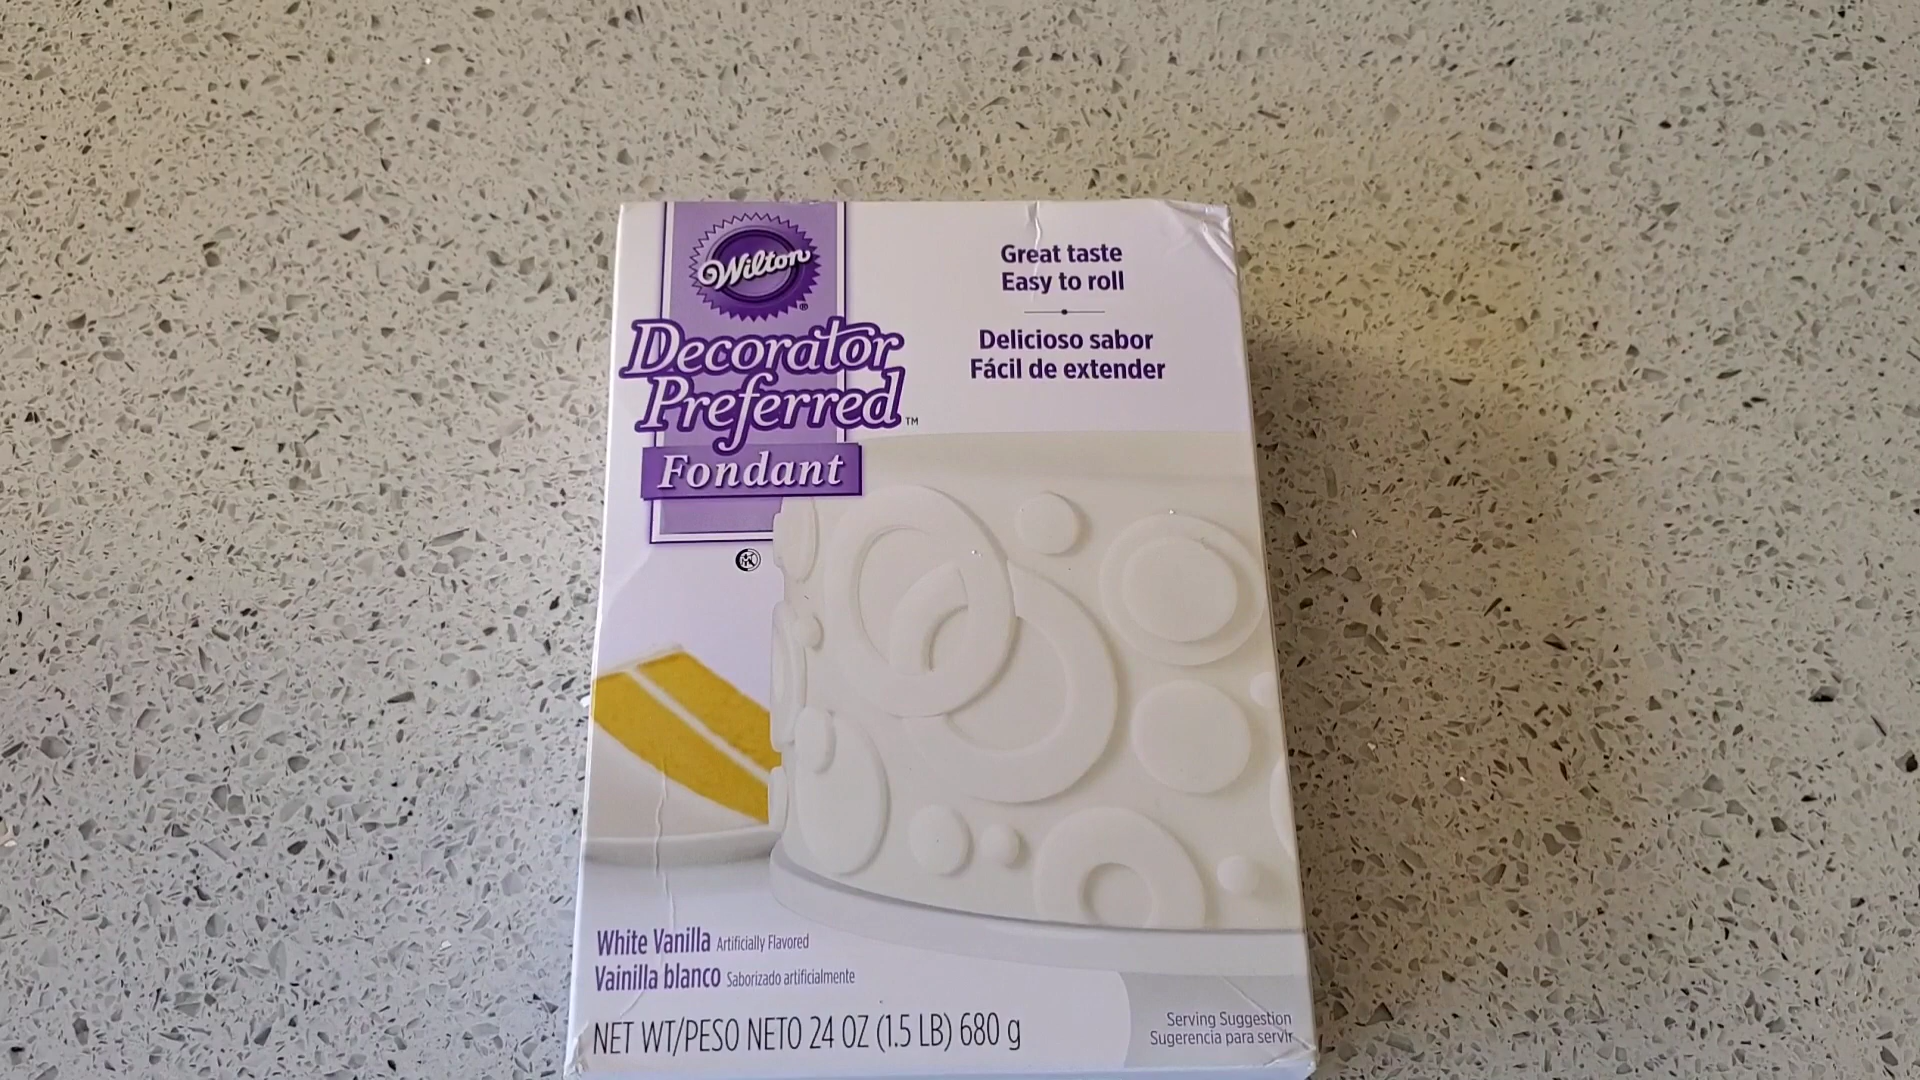 Wilton®
Decorator
Preferred™
Fondant
Great taste
Easy to roll
Delicioso sabor
Fácil de extender
White Vanilla Artificially Flavored
Vainilla blanco Saborizado artificialmente
NET WT/PESO NETO 24 OZ (1.5 LB) 680 g
Serving Suggestion
Sugerencia para servir